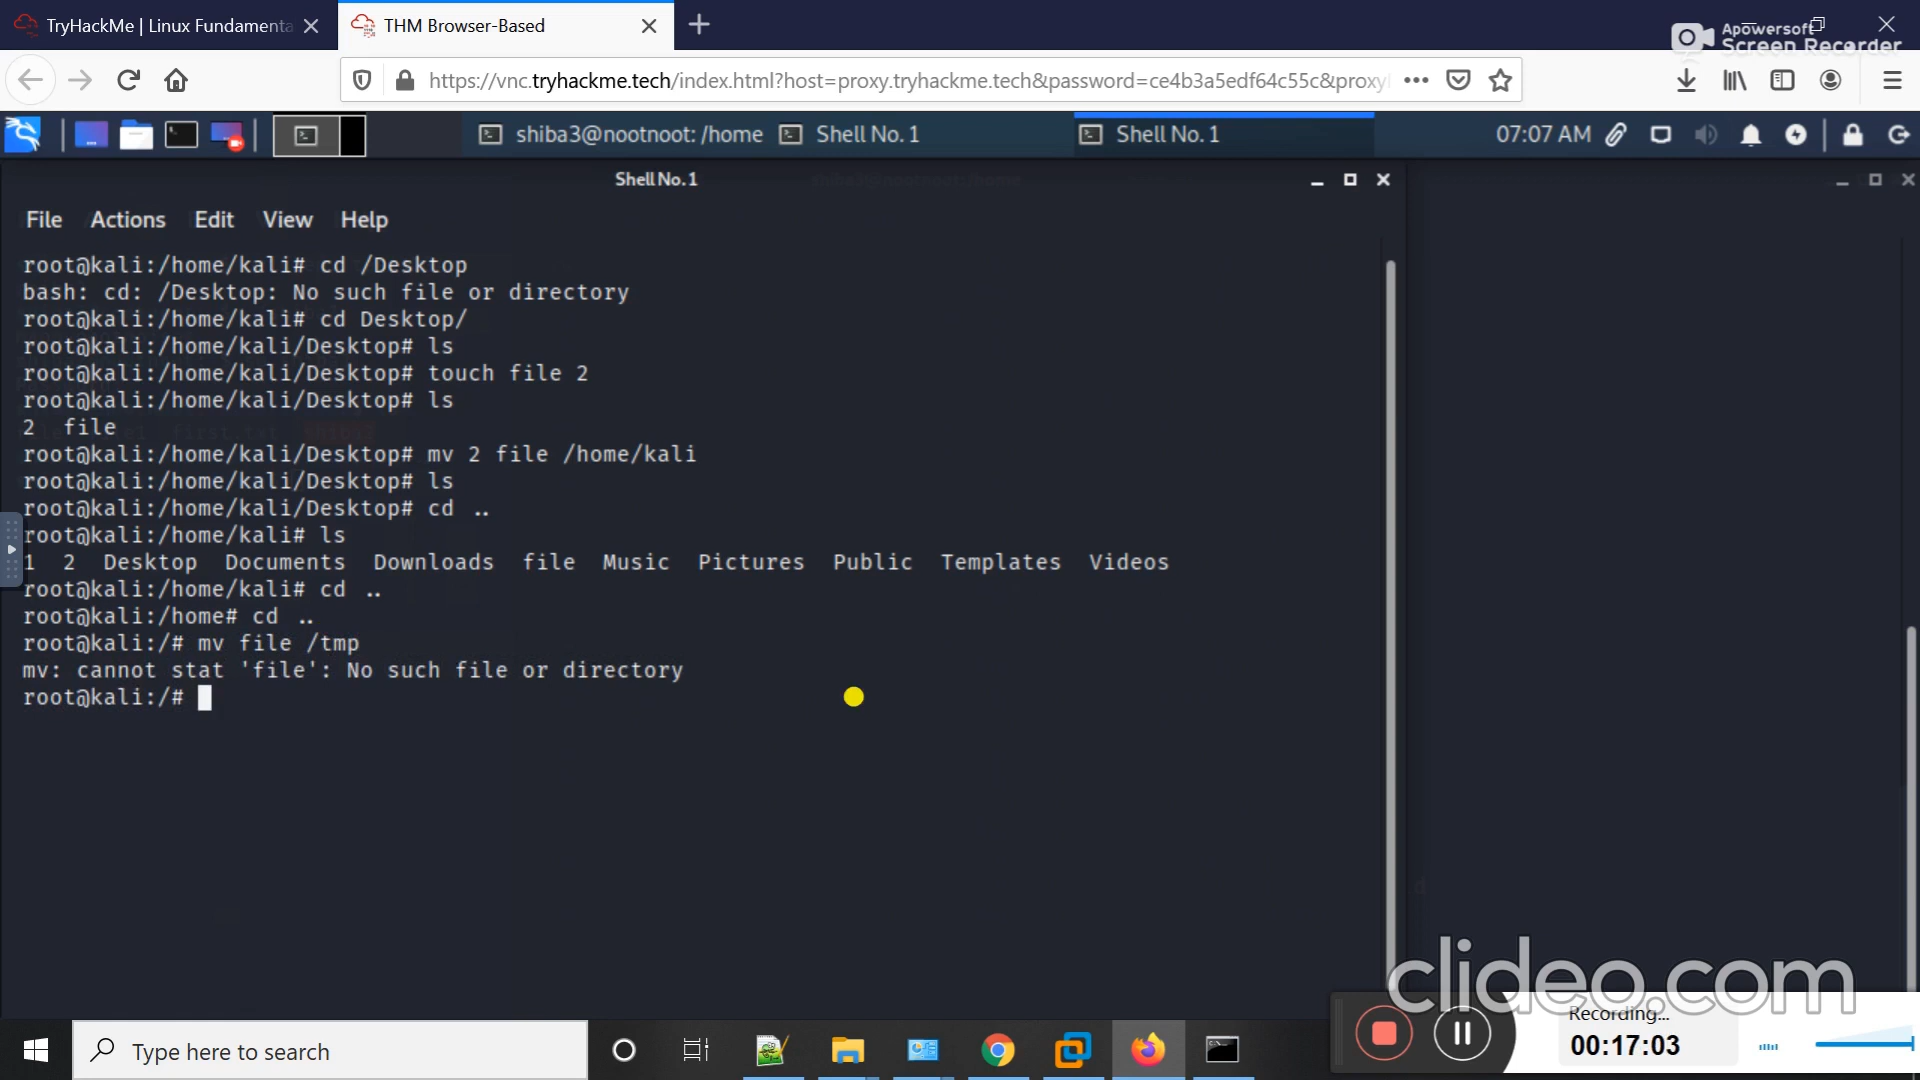 TryHackMe | Linux Fundamenta
THM Browser-Based
Apowersoft
Screen Recorder
https://vnc.tryhackme.tech/index.html?host=proxy.tryhackme.tech&password=ce4b3a5edf64c55c&proxyI
shiba3@nootnoot: /home
Shell No. 1
Shell No. 1
07:07 AM
Shell No. 1
File Actions Edit View Help
root@kali:/home/kali# cd /Desktop
bash: cd: /Desktop: No such file or directory
root@kali:/home/kali# cd Desktop/
root@kali:/home/kali/Desktop# ls
root@kali:/home/kali/Desktop# touch file 2
root@kali:/home/kali/Desktop# ls
2 file
root@kali:/home/kali/Desktop# mv 2 file /home/kali
root@kali:/home/kali/Desktop# ls
root@kali:/home/kali/Desktop# cd ..
root@kali:/home/kali# ls
1 2 Desktop Documents Downloads file Music Pictures Public Templates Videos
root@kali:/home/kali# cd ..
root@kali:/home# cd ..
root@kali:/# mv file /tmp
mv: cannot stat 'file': No such file or directory
root@kali:/#
clideo.com
Recording...
00:17:03
Type here to search